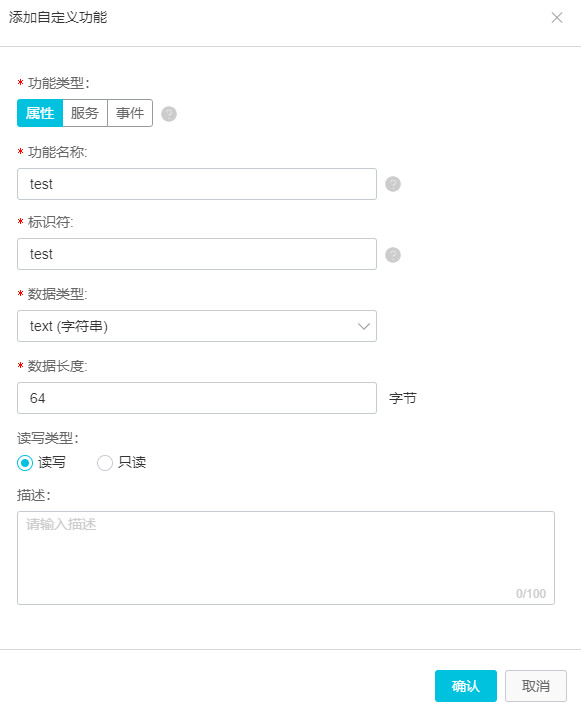 添加自定义功能
* 功能类型：
属性 服务 事件 ?
* 功能名称:
test ?
* 标识符:
test ?
* 数据类型:
text (字符串)
* 数据长度:
64 字节
读写类型：
读写 只读
描述：
请输入描述
0/100
确认 取消